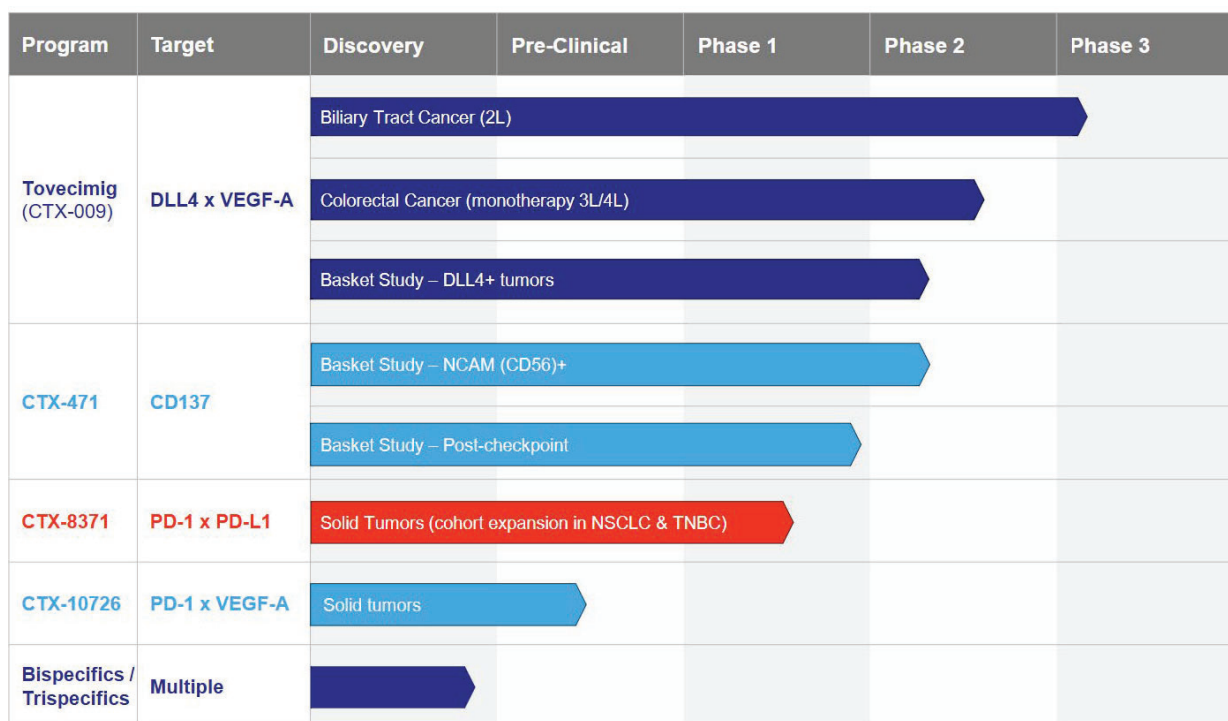 Program Target Discovery Pre-Clinical Phase 1 Phase 2 Phase 3
Tovecimig
(CTX-009)
DLL4 x VEGF-A
Biliary Tract Cancer (2L)
Colorectal Cancer (monotherapy 3L/4L)
Basket Study – DLL4+ tumors
CTX-471
CD137
Basket Study – NCAM (CD56)+
Basket Study – Post-checkpoint
CTX-8371
PD-1 x PD-L1
Solid Tumors (cohort expansion in NSCLC & TNBC)
CTX-10726
PD-1 x VEGF-A
Solid tumors
Bispecifics /
Trispecifics
Multiple